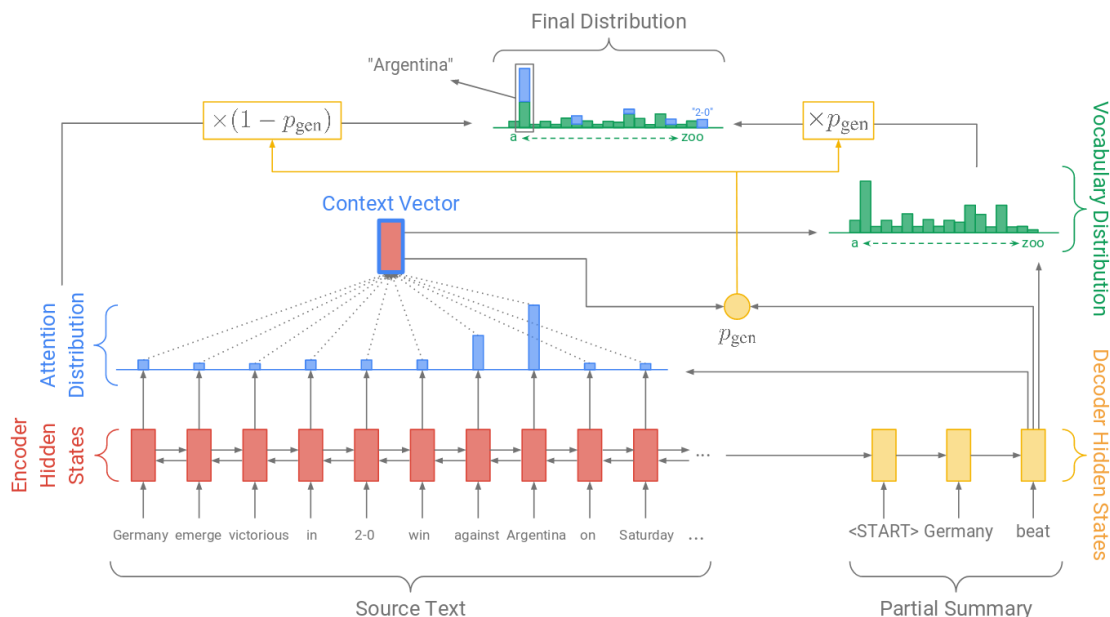 Final Distribution
"Argentina"
"2-0"
×(1 − p_gen)
×p_gen
a
zoo
Context Vector
Vocabulary Distribution
a
zoo
Attention
Distribution
p_gen
Encoder
Hidden
States
Decoder Hidden States
...
Germany emerge victorious in 2-0 win against Argentina on Saturday ...
<START> Germany beat
Source Text
Partial Summary